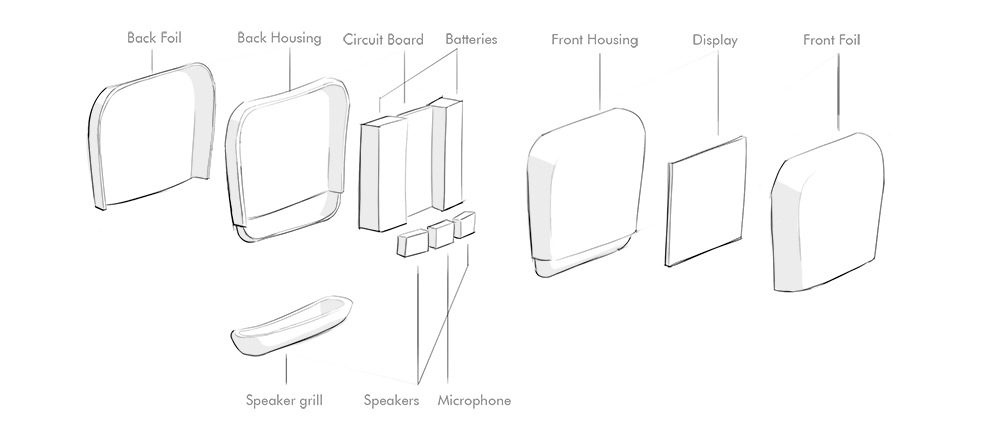 Back Foil
Back Housing
Circuit Board
Batteries
Front Housing
Display
Front Foil
Speaker grill
Speakers
Microphone